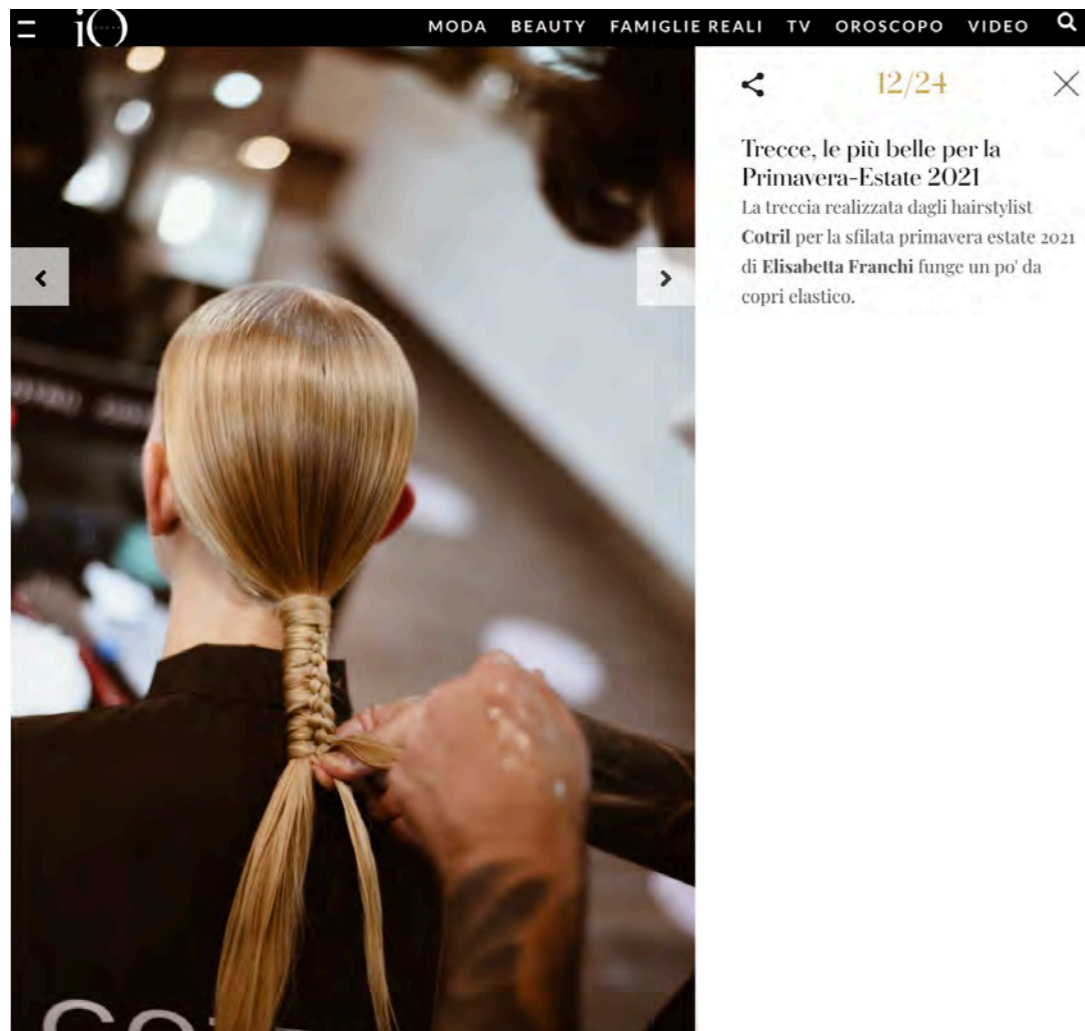 iO
MODA BEAUTY FAMIGLIE REALI TV OROSCOPO VIDEO
12/24
Trecce, le più belle per la
Primavera-Estate 2021
La treccia realizzata dagli hairstylist
Cotril per la sfilata primavera estate 2021
di Elisabetta Franchi funge un po' da
copri elastico.